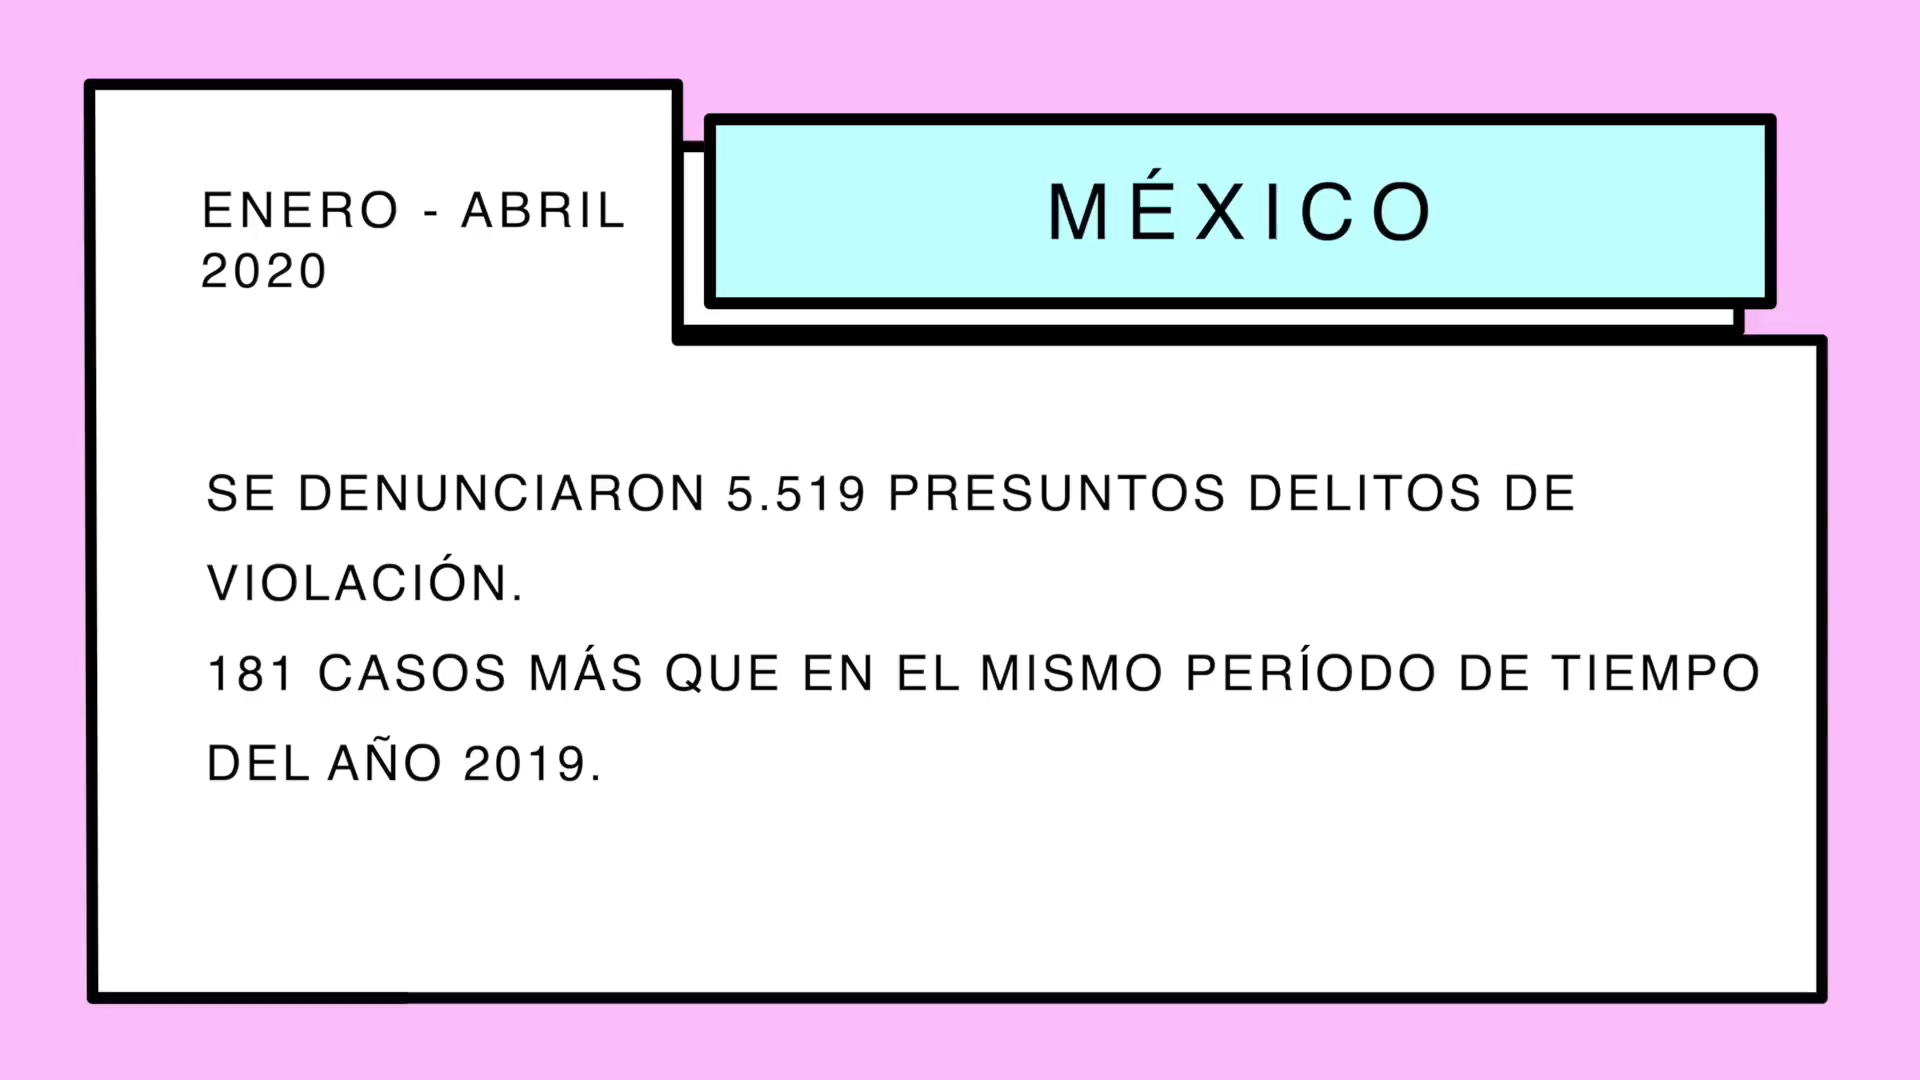 ENERO - ABRIL
2020
MÉXICO
SE DENUNCIARON 5.519 PRESUNTOS DELITOS DE
VIOLACIÓN.
181 CASOS MÁS QUE EN EL MISMO PERÍODO DE TIEMPO
DEL AÑO 2019.